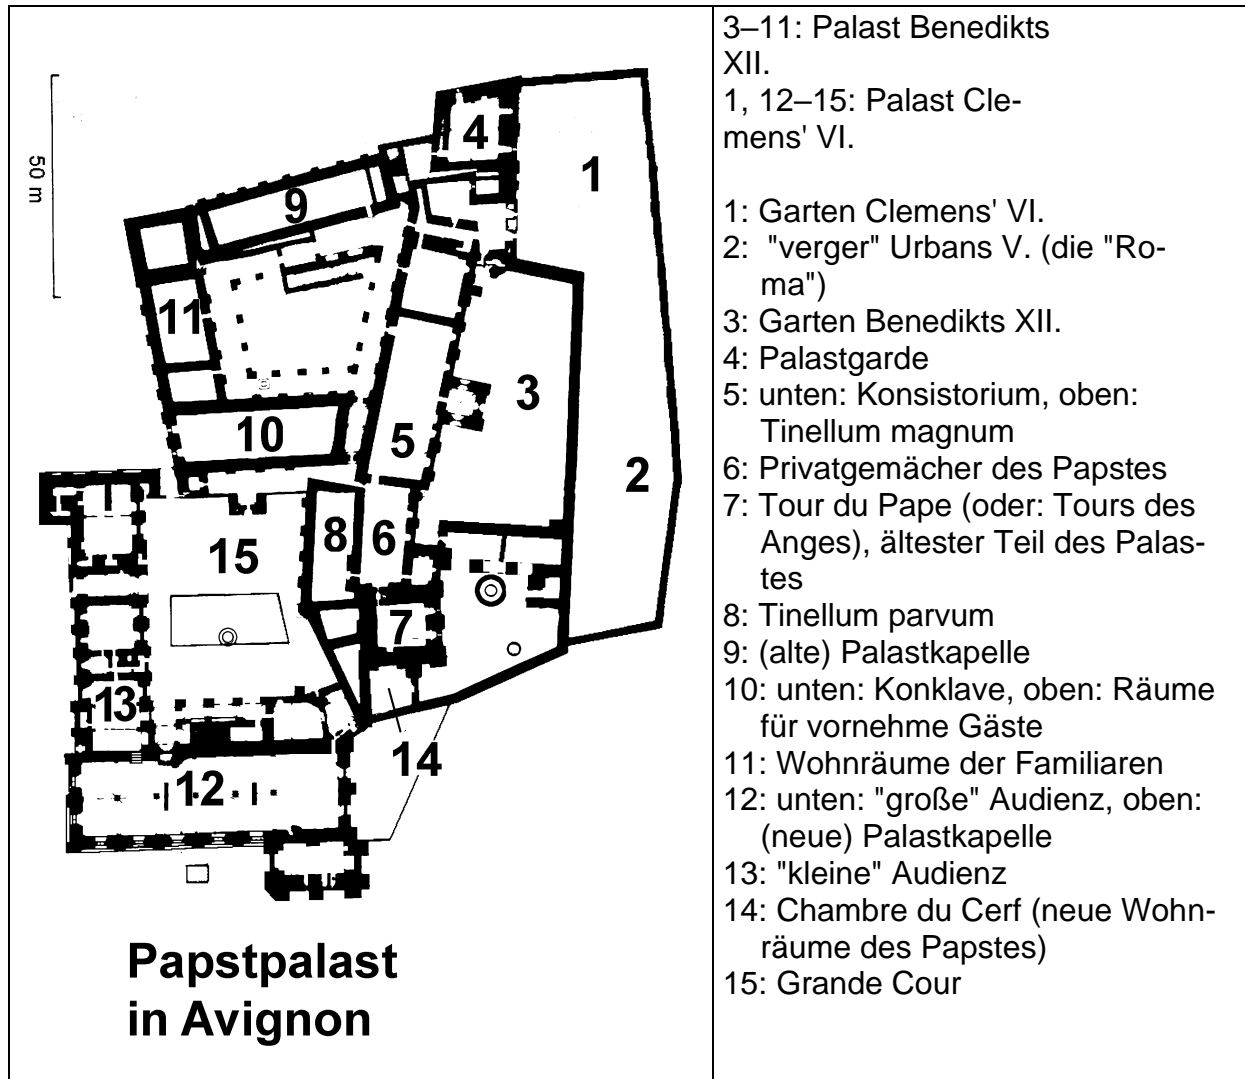 50 m
4
1
9
11
3
10
5
2
8
6
15
7
13
14
12
Papstpalast
in Avignon
3–11: Palast Benedikts
XII.
1, 12–15: Palast Cle-
mens' VI.
1: Garten Clemens' VI.
2: "verger" Urbans V. (die "Ro-
ma")
3: Garten Benedikts XII.
4: Palastgarde
5: unten: Konsistorium, oben:
Tinellum magnum
6: Privatgemächer des Papstes
7: Tour du Pape (oder: Tours des
Anges), ältester Teil des Palas-
tes
8: Tinellum parvum
9: (alte) Palastkapelle
10: unten: Konklave, oben: Räume
für vornehme Gäste
11: Wohnräume der Familiaren
12: unten: "große" Audienz, oben:
(neue) Palastkapelle
13: "kleine" Audienz
14: Chambre du Cerf (neue Wohn-
räume des Papstes)
15: Grande Cour